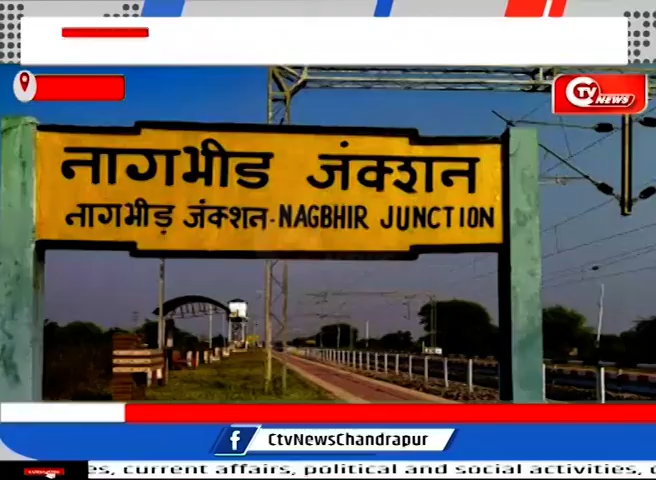 CTV NEWS
नागभीड जंक्शन
नागभीड़ जंक्शन-NAGBHIR JUNCTION
CtvNewsChandrapur
es, current affairs, political and social activities,